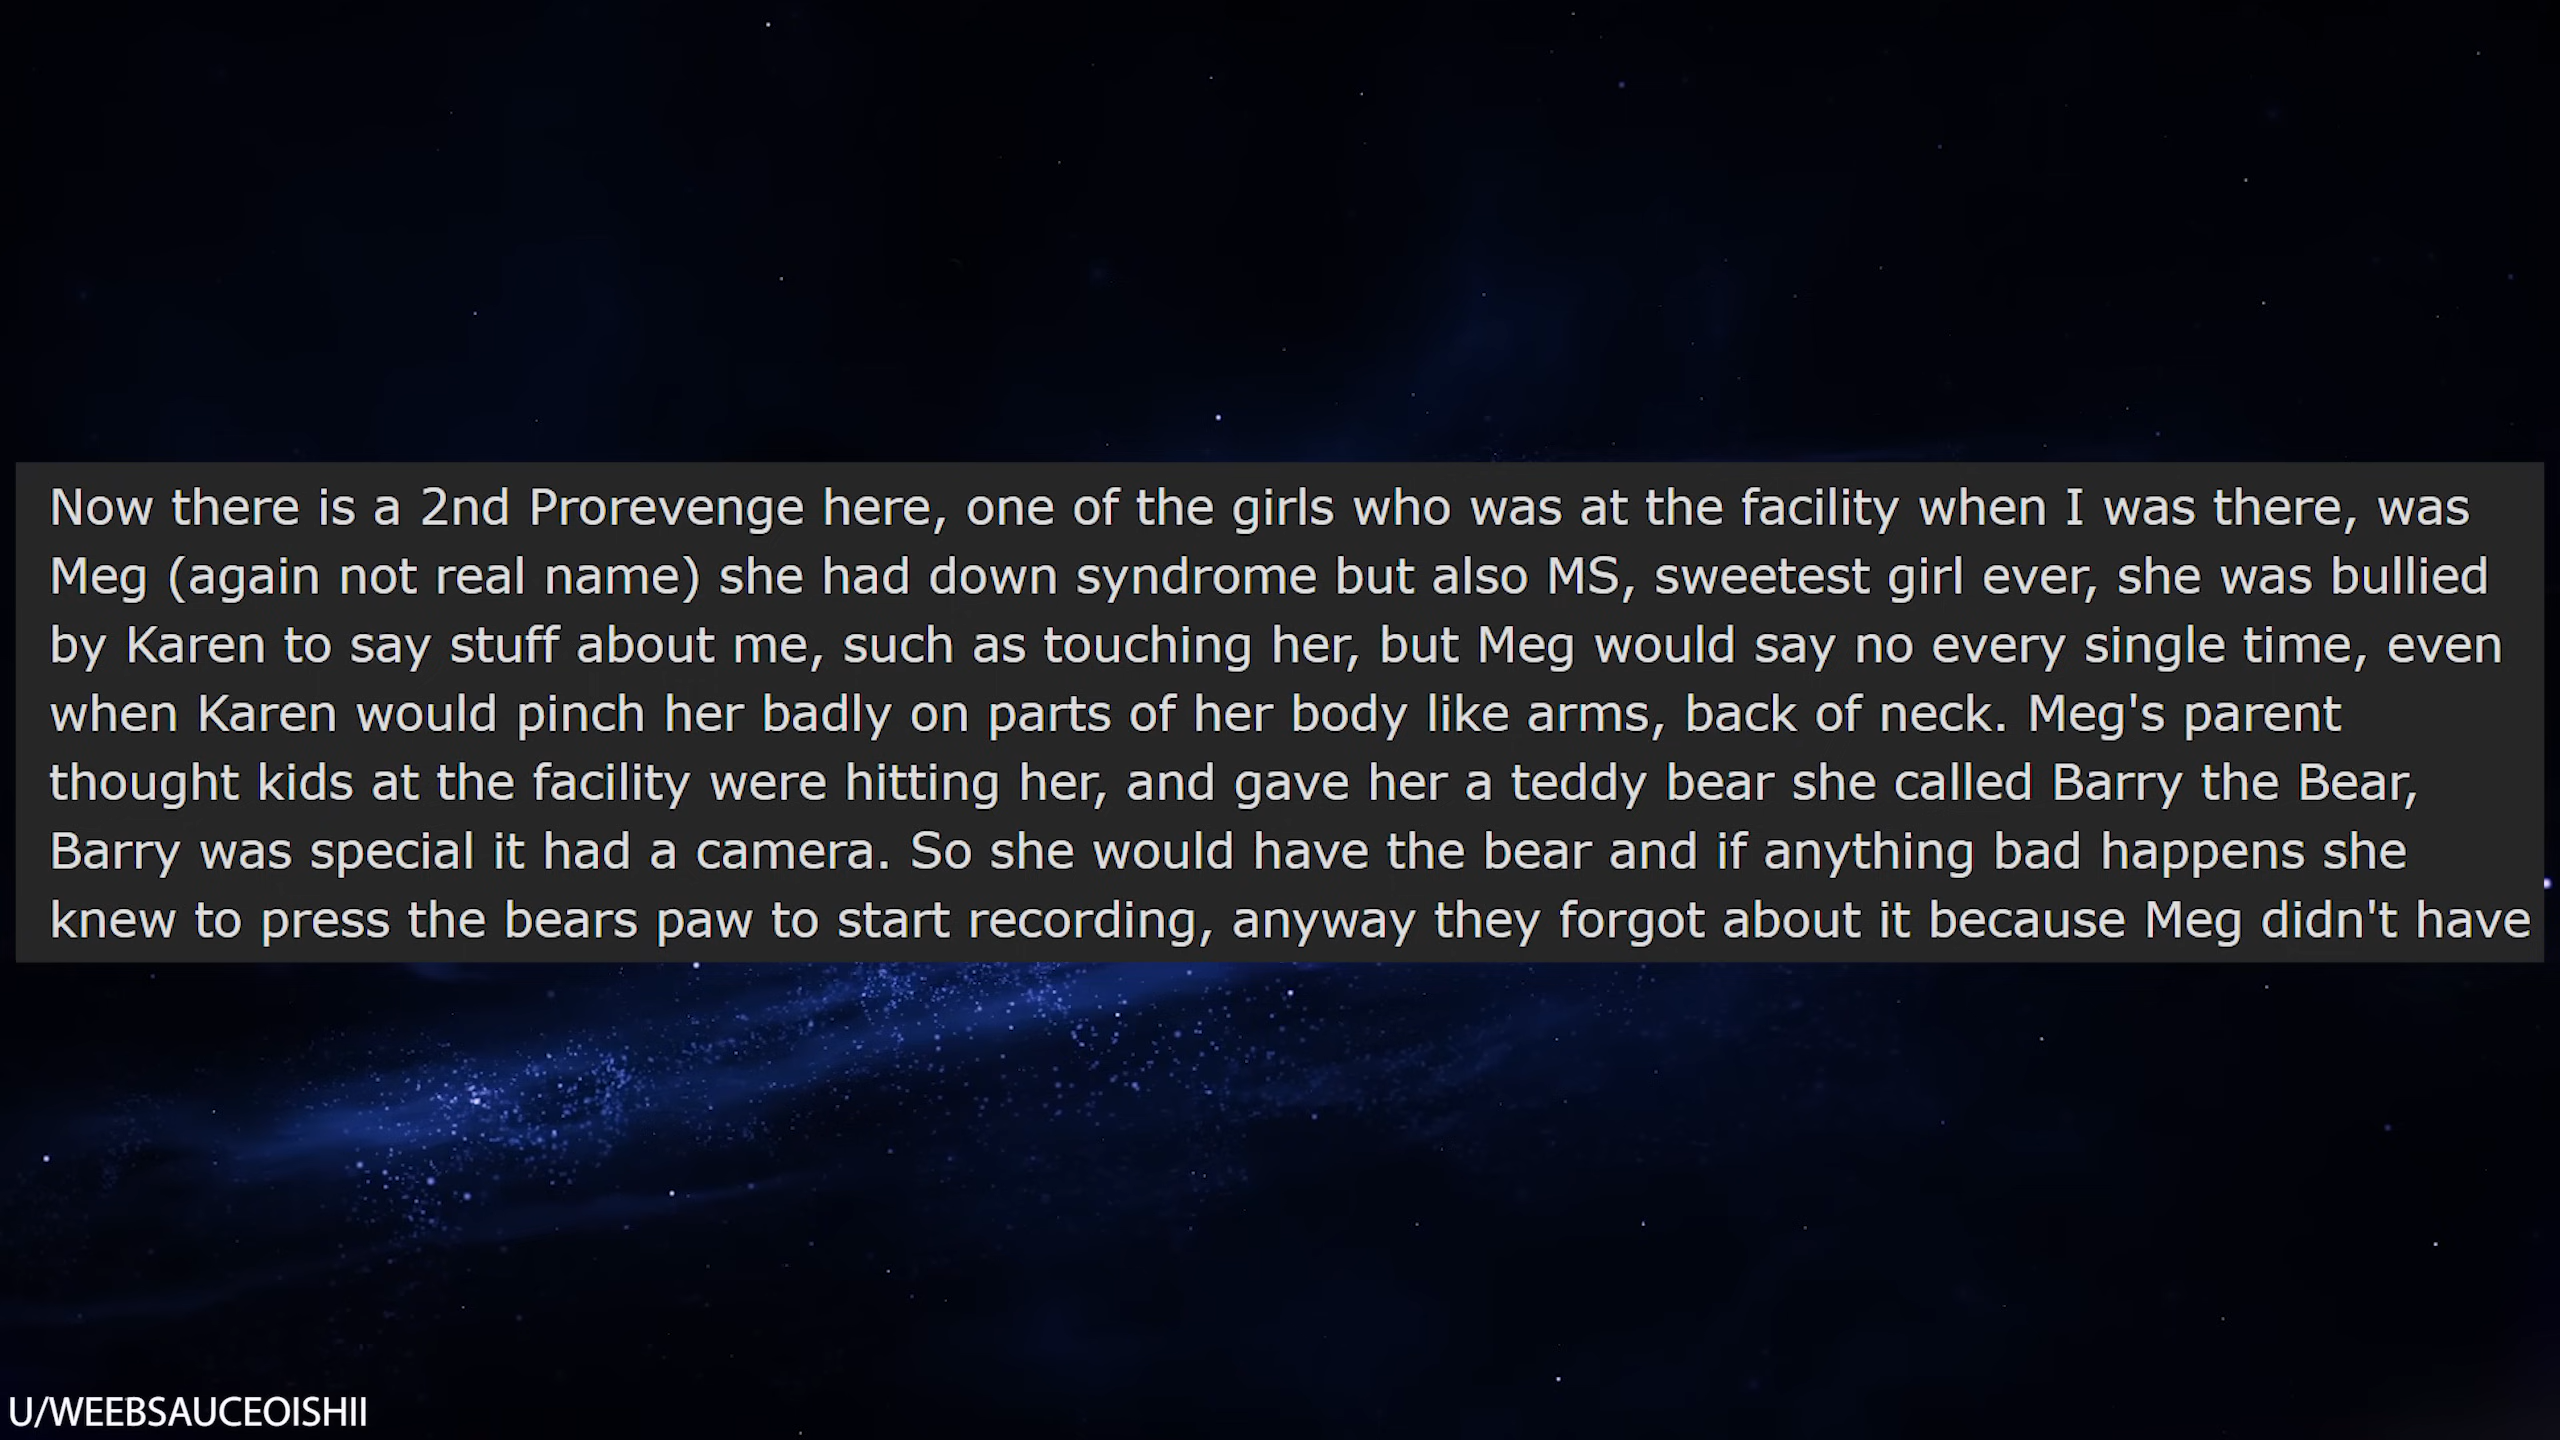 Now there is a 2nd Prorevenge here, one of the girls who was at the facility when I was there, was
Meg (again not real name) she had down syndrome but also MS, sweetest girl ever, she was bullied
by Karen to say stuff about me, such as touching her, but Meg would say no every single time, even
when Karen would pinch her badly on parts of her body like arms, back of neck. Meg's parent
thought kids at the facility were hitting her, and gave her a teddy bear she called Barry the Bear,
Barry was special it had a camera. So she would have the bear and if anything bad happens she
knew to press the bears paw to start recording, anyway they forgot about it because Meg didn't have
U/WEEBSAUCEOISHII